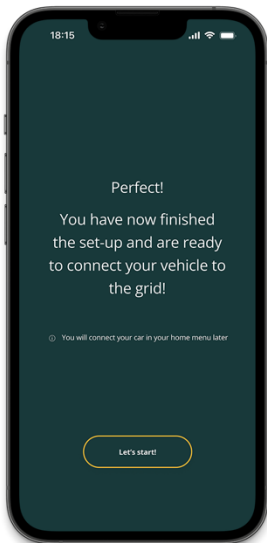 18:15
Perfect!
You have now finished
the set-up and are ready
to connect your vehicle to
the grid!
ⓘ You will connect your car in your home menu later
Let's start!